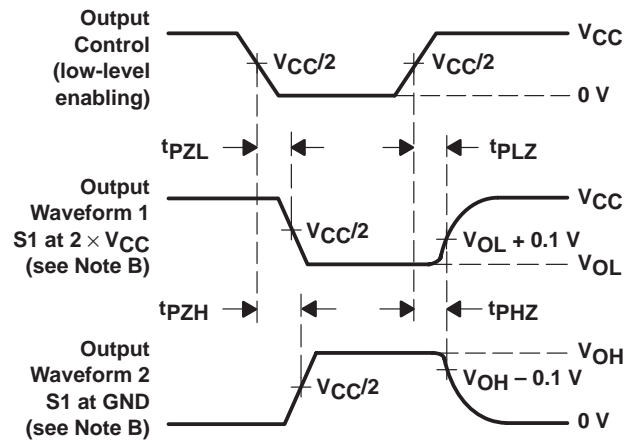 Output
Control
(low-level
enabling)
VCC/2
VCC/2
VCC
0 V
tPZL
tPLZ
Output
Waveform 1
S1 at 2 × VCC
(see Note B)
VCC/2
VCC
VOL + 0.1 V
VOL
tPZH
tPHZ
Output
Waveform 2
S1 at GND
(see Note B)
VCC/2
VOH
VOH – 0.1 V
0 V